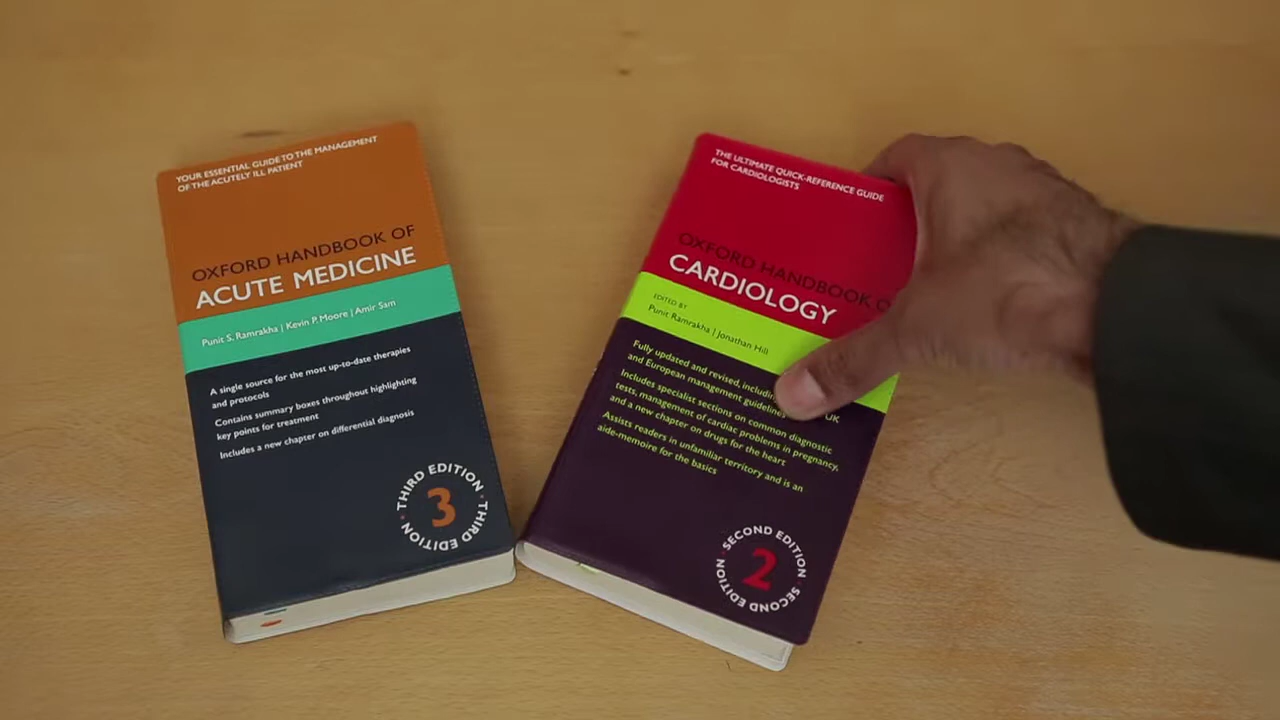 YOUR ESSENTIAL GUIDE TO THE MANAGEMENT
OF THE ACUTELY ILL PATIENT
OXFORD HANDBOOK OF
ACUTE MEDICINE
Punit S. Ramrakha | Kevin P. Moore | Amir Sam
A single source for the most up-to-date therapies
and protocols
Contains summary boxes throughout highlighting
key points for treatment
Includes a new chapter on differential diagnosis
THIRD EDITION • THIRD EDITION •
3
THE ULTIMATE QUICK-REFERENCE GUIDE
FOR CARDIOLOGISTS
OXFORD HANDBOOK O
CARDIOLOGY
EDITED BY
Punit Ramrakha | Jonathan Hill
Fully updated and revised, including UK
and European management guidelines
Includes specialist sections on common diagnostic
tests, management of cardiac problems in pregnancy,
and a new chapter on drugs for the heart
Assists readers in unfamiliar territory and is an
aide-memoire for the basics
SECOND EDITION • SECOND EDITION •
2